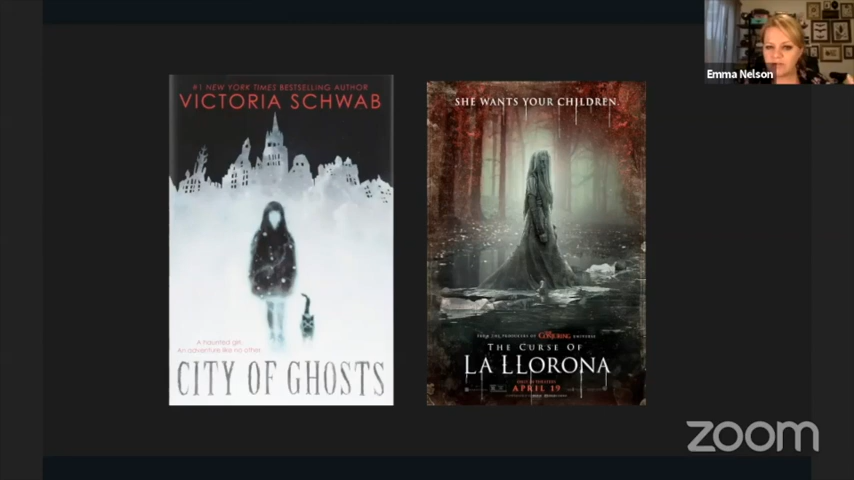 #1 NEW YORK TIMES BESTSELLING AUTHOR
VICTORIA SCHWAB
A haunted girl.
An adventure like no other.
CITY OF GHOSTS
SHE WANTS YOUR CHILDREN.
FROM THE PRODUCERS OF THE CONJURING UNIVERSE
THE CURSE OF
LA LLORONA
APRIL 19
Emma Nelson
zoom